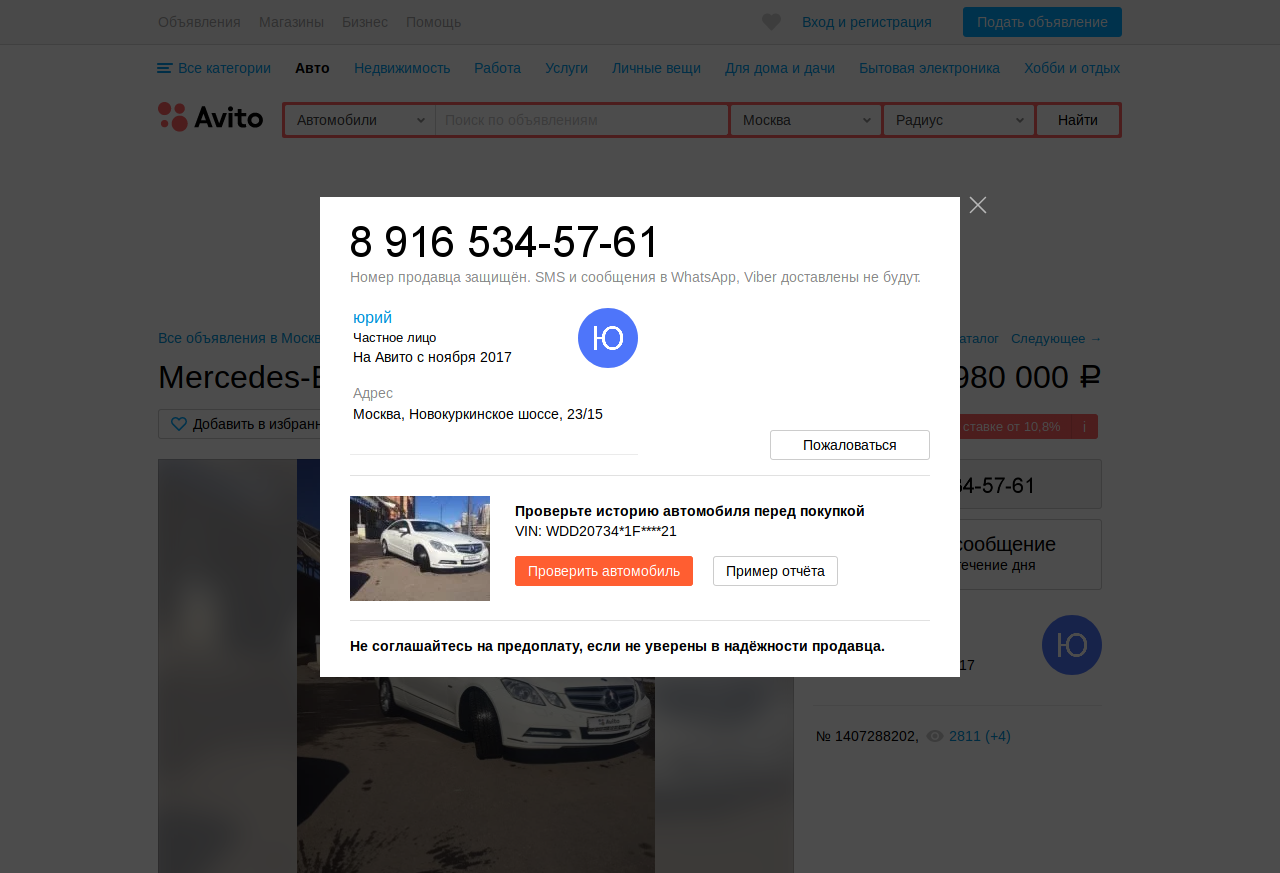 Объявления Магазины Бизнес Помощь Вход и регистрация Подать объявление
Все категории Авто Недвижимость Работа Услуги Личные вещи Для дома и дачи Бытовая электроника Хобби и отдых
Avito Автомобили Поиск по объявлениям Москва Радиус Найти
8 916 534-57-61
Номер продавца защищён. SMS и сообщения в WhatsApp, Viber доставлены не будут.
юрий
Частное лицо
На Авито с ноября 2017
Ю
Адрес
Москва, Новокуркинское шоссе, 23/15
Пожаловаться
Проверьте историю автомобиля перед покупкой
VIN: WDD20734*1F****21
Проверить автомобиль Пример отчёта
Не соглашайтесь на предоплату, если не уверены в надёжности продавца.
Все объявления в Москв
аталог Следующее →
Mercedes-
980 000 ₽
Добавить в избранн
ставке от 10,8% i
34-57-61
сообщение
течение дня
Ю
17
№ 1407288202, 2811 (+4)